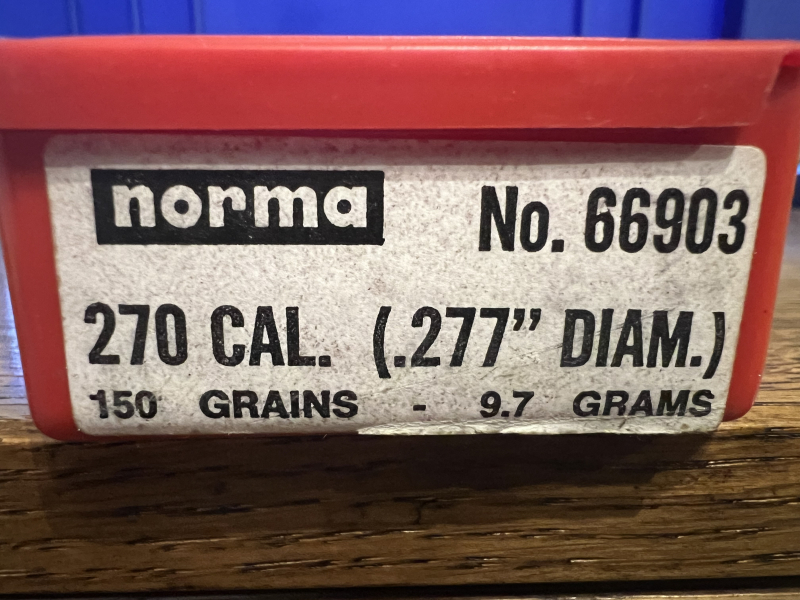 norma No. 66903
270 CAL. (.277" DIAM.)
150 GRAINS - 9.7 GRAMS